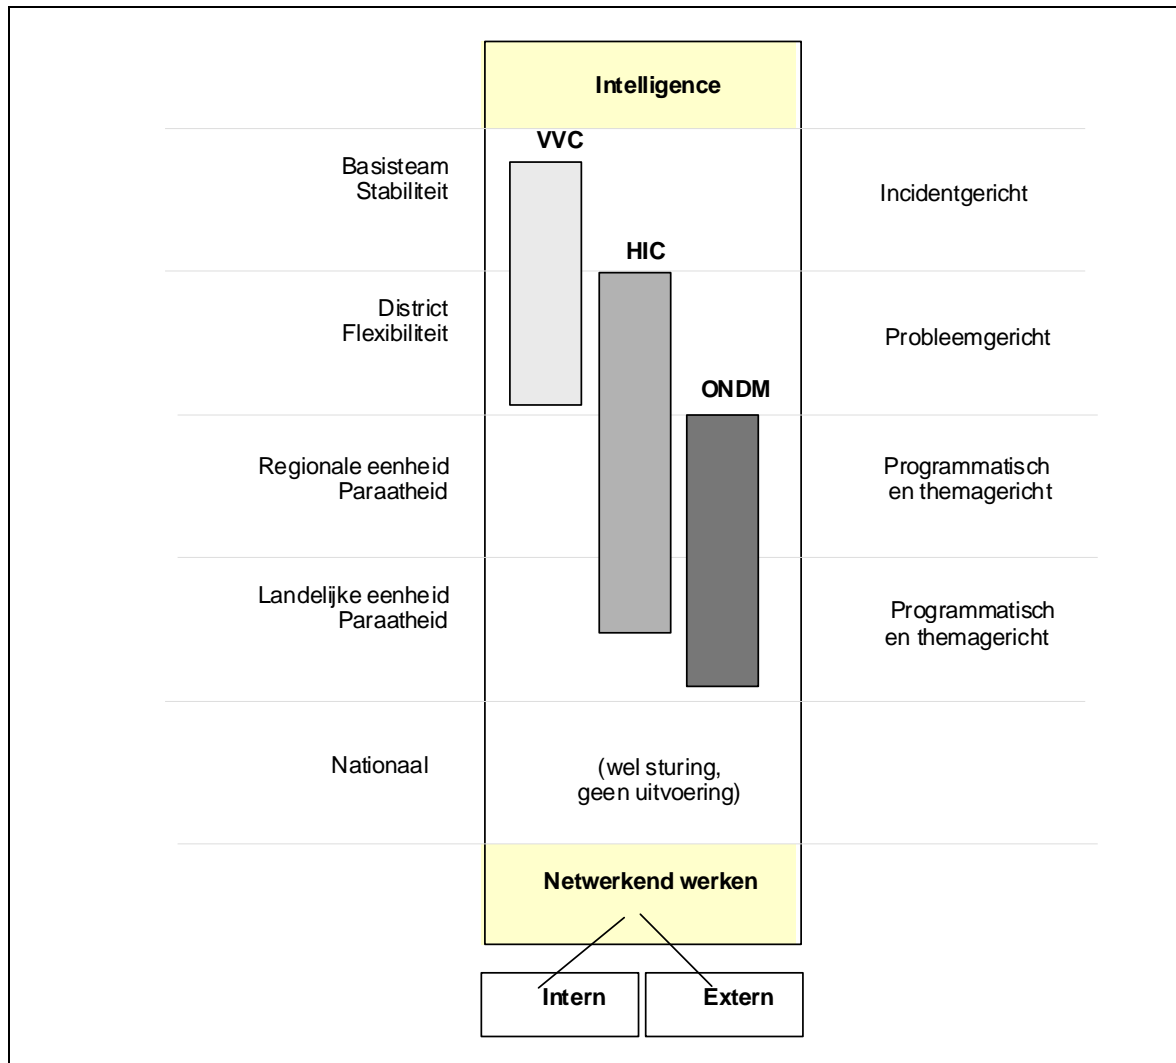 Intelligence
VVC
Basisteam
Stabiliteit
Incidentgericht
HIC
District
Flexibiliteit
Probleemgericht
ONDM
Regionale eenheid
Paraatheid
Programmatisch
en themagericht
Landelijke eenheid
Paraatheid
Programmatisch
en themagericht
Nationaal
(wel sturing,
geen uitvoering)
Netwerkend werken
Intern
Extern